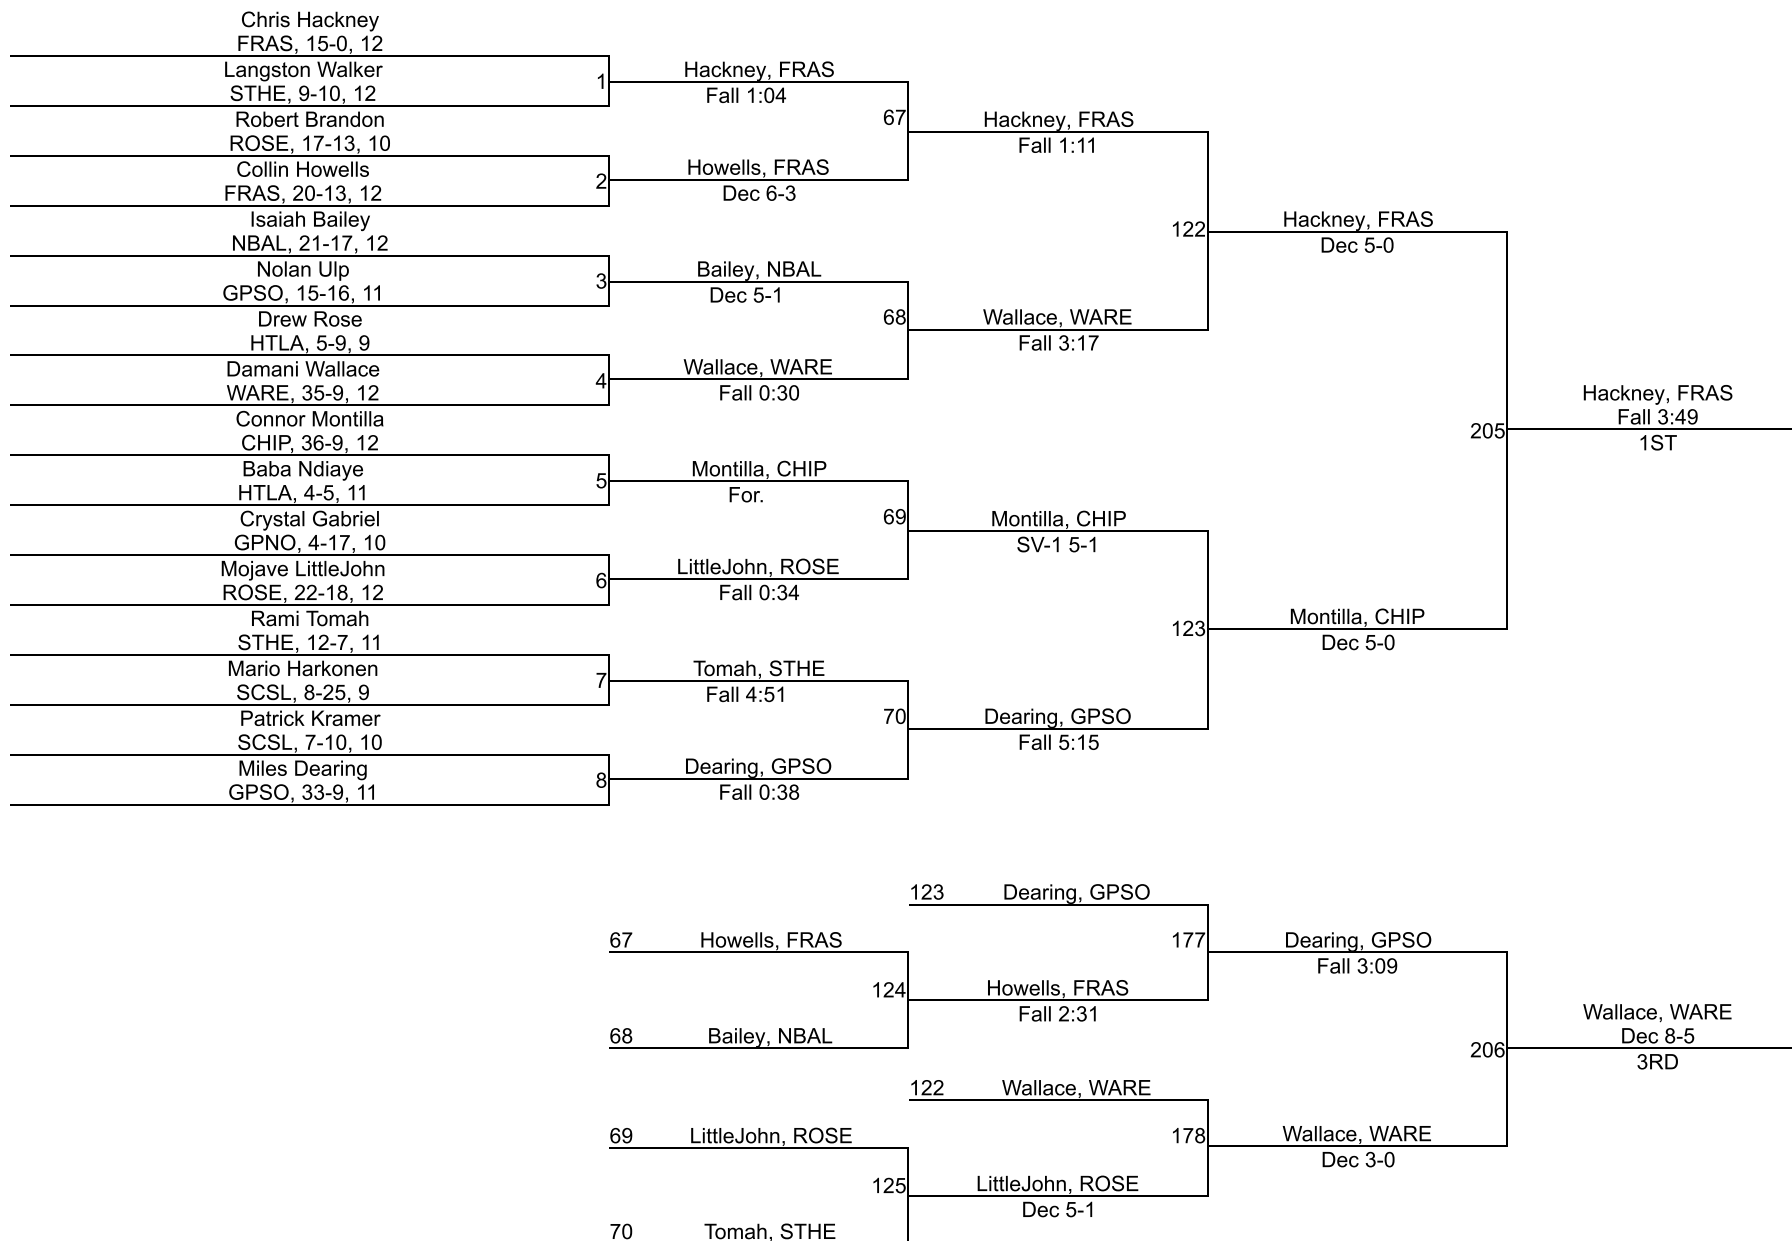 Chris Hackney
FRAS, 15-0, 12
Langston Walker
STHE, 9-10, 12
1
Hackney, FRAS
Fall 1:04
Robert Brandon
ROSE, 17-13, 10
67
Hackney, FRAS
Fall 1:11
Collin Howells
FRAS, 20-13, 12
2
Howells, FRAS
Dec 6-3
Isaiah Bailey
NBAL, 21-17, 12
122
Hackney, FRAS
Dec 5-0
Nolan Ulp
GPSO, 15-16, 11
3
Bailey, NBAL
Dec 5-1
Drew Rose
HTLA, 5-9, 9
68
Wallace, WARE
Fall 3:17
Damani Wallace
WARE, 35-9, 12
4
Wallace, WARE
Fall 0:30
Connor Montilla
CHIP, 36-9, 12
205
Hackney, FRAS
Fall 3:49
1ST
Baba Ndiaye
HTLA, 4-5, 11
5
Montilla, CHIP
For.
Crystal Gabriel
GPNO, 4-17, 10
69
Montilla, CHIP
SV-1 5-1
Mojave LittleJohn
ROSE, 22-18, 12
6
LittleJohn, ROSE
Fall 0:34
Rami Tomah
STHE, 12-7, 11
123
Montilla, CHIP
Dec 5-0
Mario Harkonen
SCSL, 8-25, 9
7
Tomah, STHE
Fall 4:51
Patrick Kramer
SCSL, 7-10, 10
70
Dearing, GPSO
Fall 5:15
Miles Dearing
GPSO, 33-9, 11
8
Dearing, GPSO
Fall 0:38
123 Dearing, GPSO
67 Howells, FRAS
177
Dearing, GPSO
Fall 3:09
124
Howells, FRAS
Fall 2:31
68 Bailey, NBAL
206
Wallace, WARE
Dec 8-5
3RD
122 Wallace, WARE
69 LittleJohn, ROSE
178
Wallace, WARE
Dec 3-0
125
LittleJohn, ROSE
Dec 5-1
70 Tomah, STHE